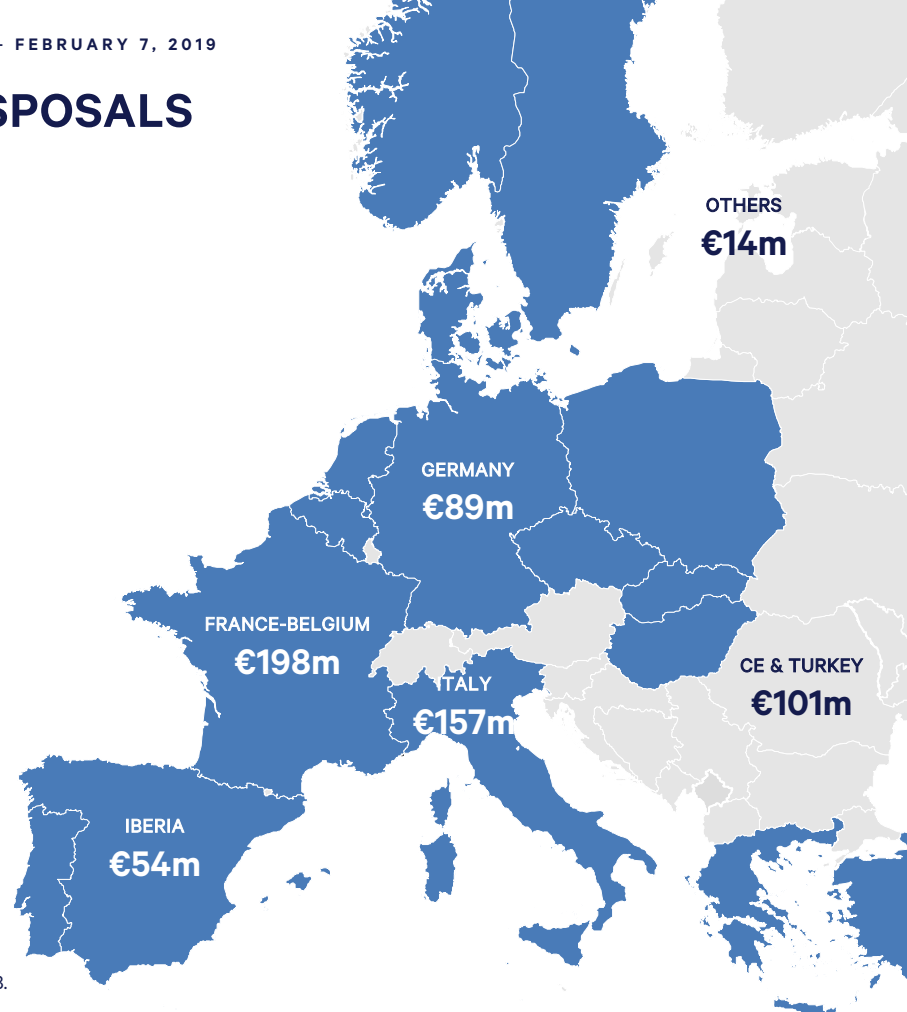 - FEBRUARY 7, 2019
SPOSALS
OTHERS
€14m
GERMANY
€89m
FRANCE-BELGIUM
€198m
CE & TURKEY
€101m
ITALY
€157m
IBERIA
€54m
3.